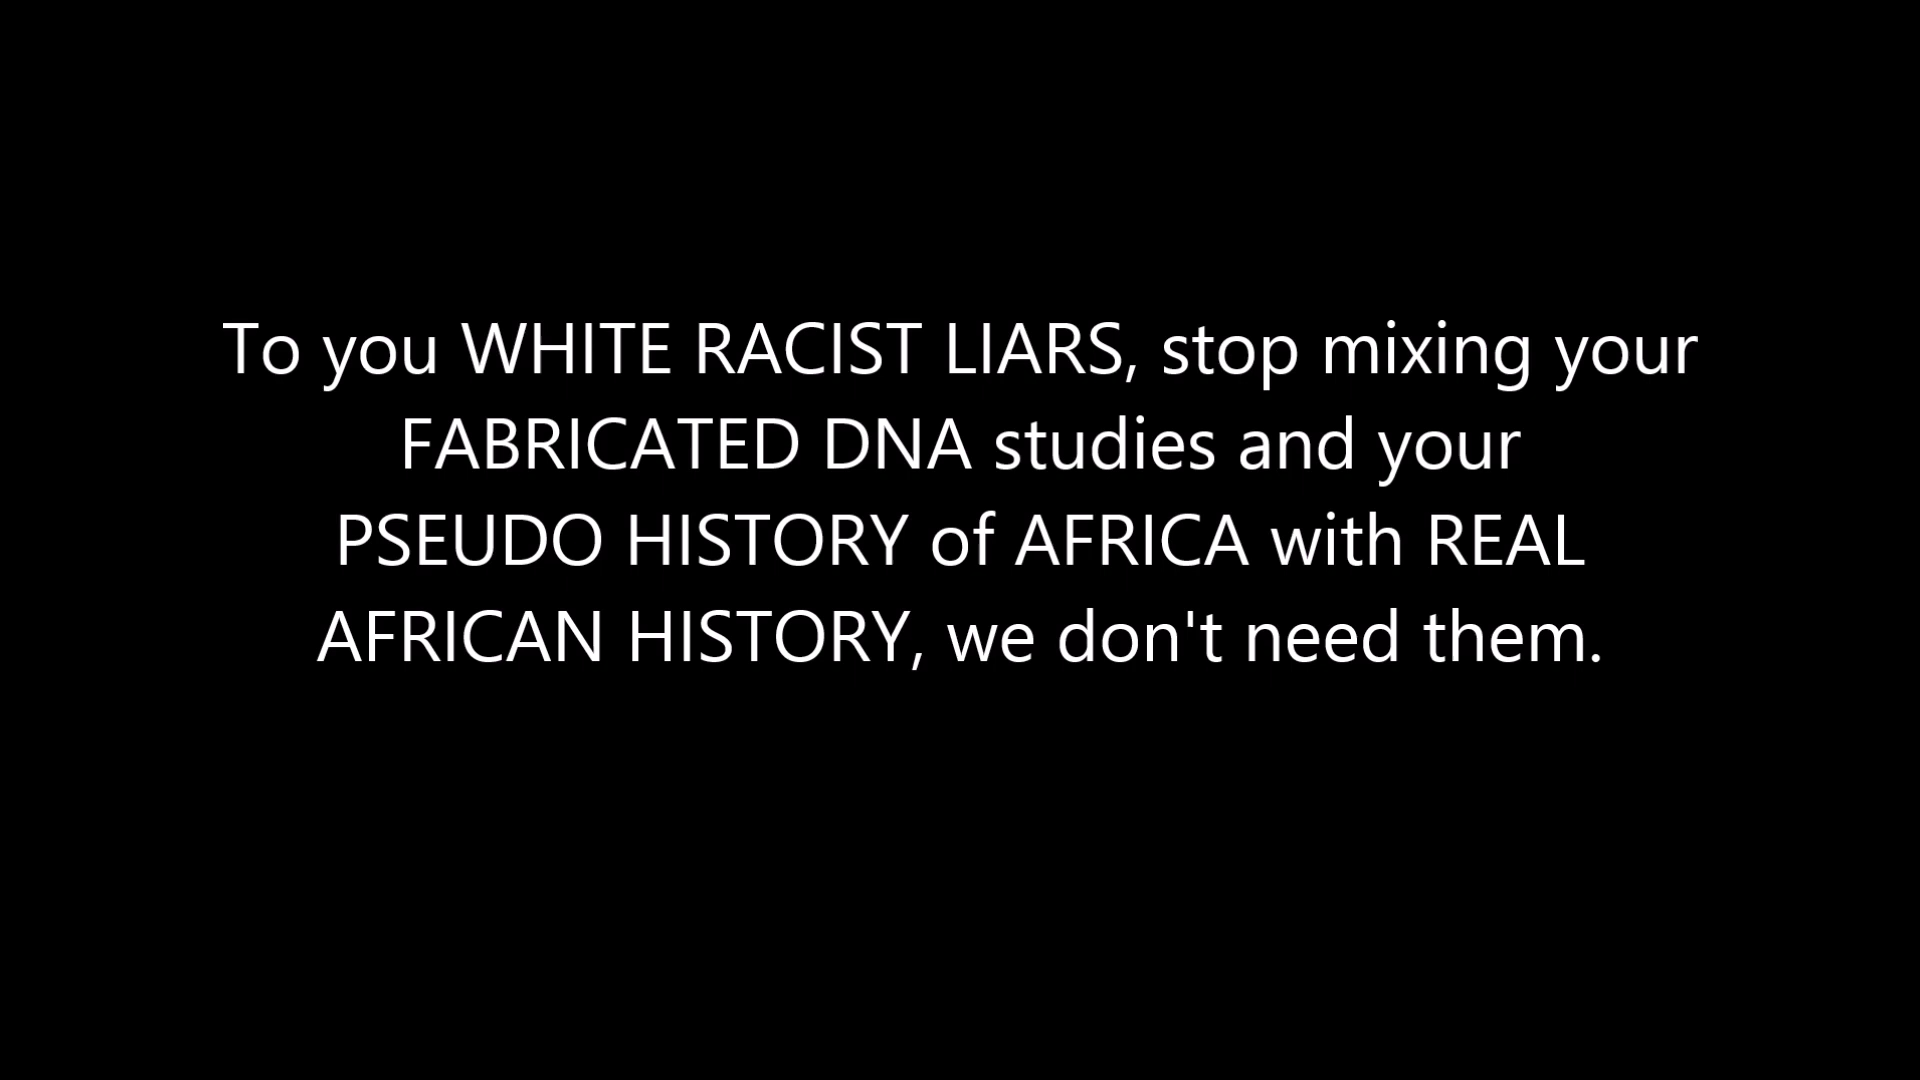 To you WHITE RACIST LIARS, stop mixing your
FABRICATED DNA studies and your
PSEUDO HISTORY of AFRICA with REAL
AFRICAN HISTORY, we don't need them.